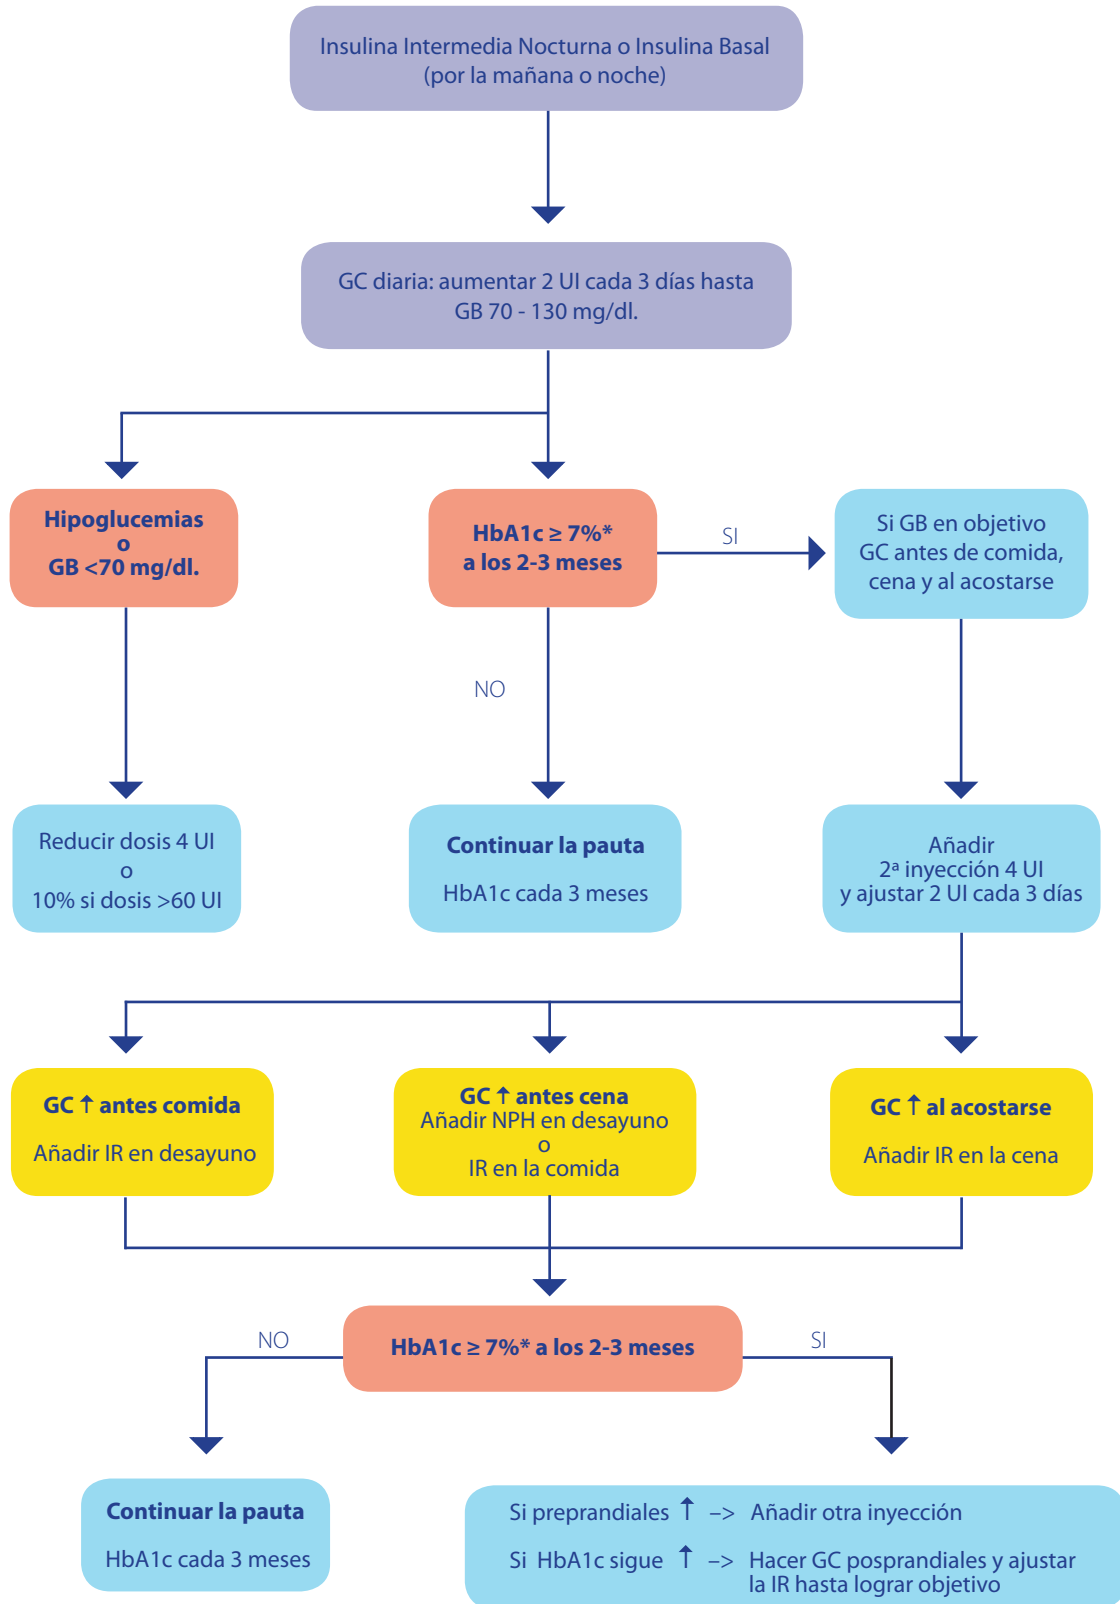 Insulina Intermedia Nocturna o Insulina Basal
(por la mañana o noche)
GC diaria: aumentar 2 UI cada 3 días hasta
GB 70 - 130 mg/dl.
Hipoglucemias
o
GB <70 mg/dl.
HbA1c ≥ 7%*
a los 2-3 meses
SI
Si GB en objetivo
GC antes de comida,
cena y al acostarse
NO
Reducir dosis 4 UI
o
10% si dosis >60 UI
Continuar la pauta
HbA1c cada 3 meses
Añadir
2ª inyección 4 UI
y ajustar 2 UI cada 3 días
GC ↑ antes comida
Añadir IR en desayuno
GC ↑ antes cena
Añadir NPH en desayuno
o
IR en la comida
GC ↑ al acostarse
Añadir IR en la cena
NO
HbA1c ≥ 7%* a los 2-3 meses
SI
Continuar la pauta
HbA1c cada 3 meses
Si preprandiales ↑ –> Añadir otra inyección
Si HbA1c sigue ↑ –> Hacer GC posprandiales y ajustar
la IR hasta lograr objetivo